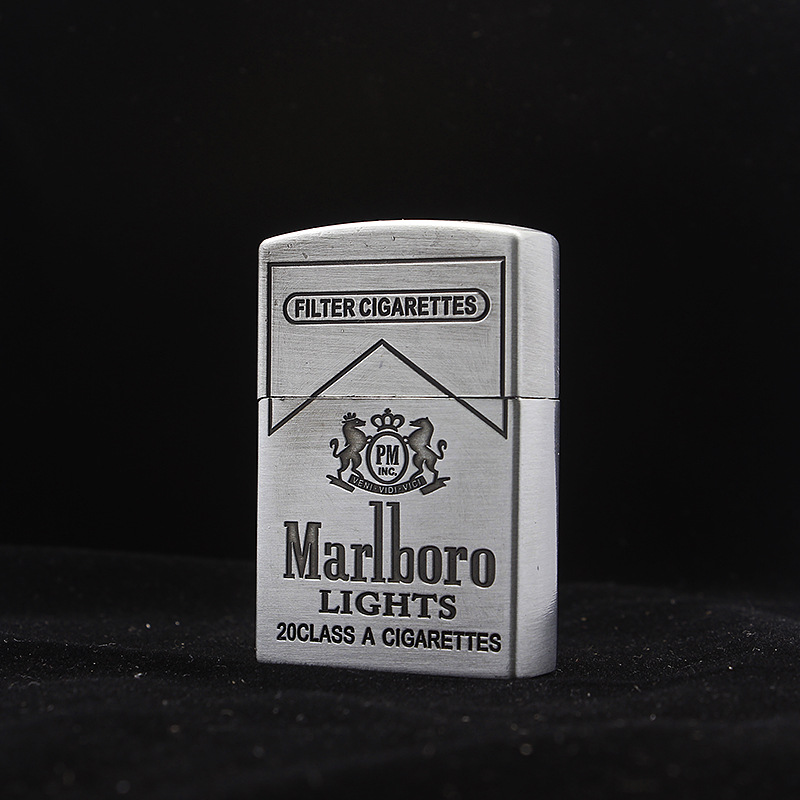 FILTER CIGARETTES
PM
INC.
VENI·VIDI·VICI
Marlboro
LIGHTS
20CLASS A CIGARETTES